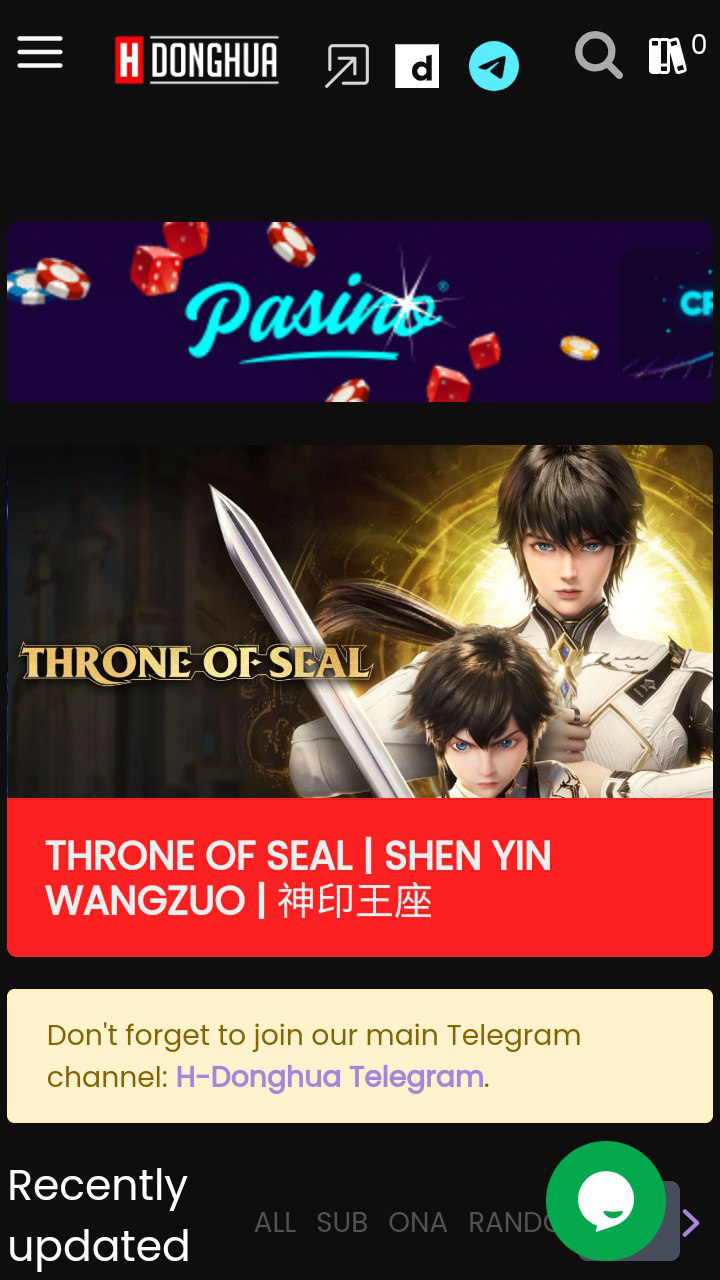 H DONGHUA
d
0
Pasino®
THRONE OF SEAL
THRONE OF SEAL | SHEN YIN
WANGZUO | 神印王座
Don't forget to join our main Telegram
channel: H-Donghua Telegram.
Recently
updated
ALL SUB ONA